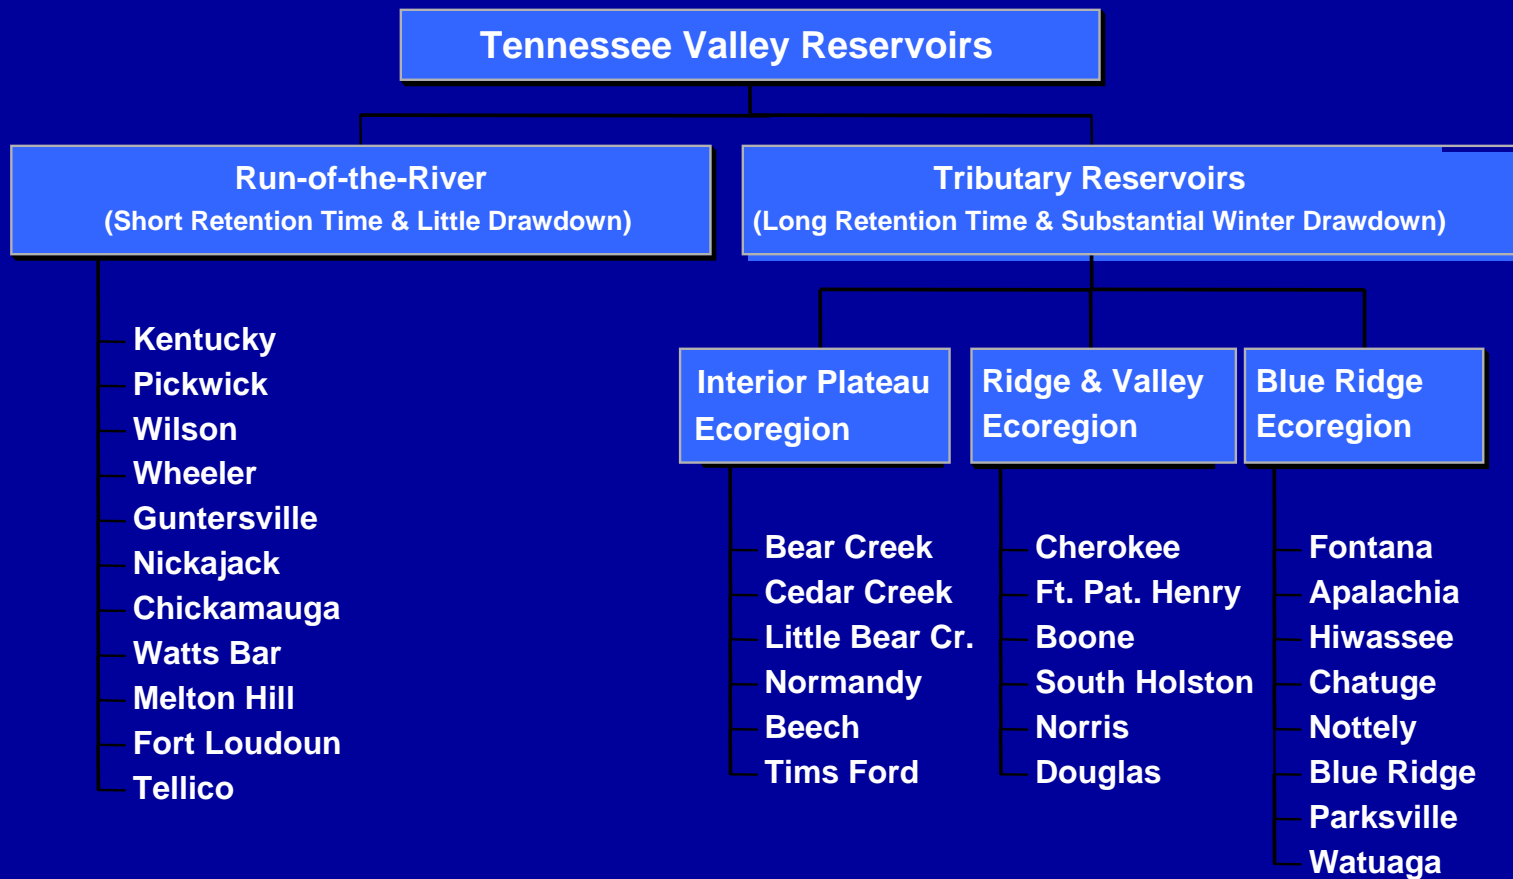 Tennessee Valley Reservoirs
Run-of-the-River
(Short Retention Time & Little Drawdown)
Kentucky
Pickwick
Wilson
Wheeler
Guntersville
Nickajack
Chickamauga
Watts Bar
Melton Hill
Fort Loudoun
Tellico
Tributary Reservoirs
(Long Retention Time & Substantial Winter Drawdown)
Interior Plateau
Ecoregion
Bear Creek
Cedar Creek
Little Bear Cr.
Normandy
Beech
Tims Ford
Ridge & Valley
Ecoregion
Cherokee
Ft. Pat. Henry
Boone
South Holston
Norris
Douglas
Blue Ridge
Ecoregion
Fontana
Apalachia
Hiwassee
Chatuge
Nottely
Blue Ridge
Parksville
Watuaga